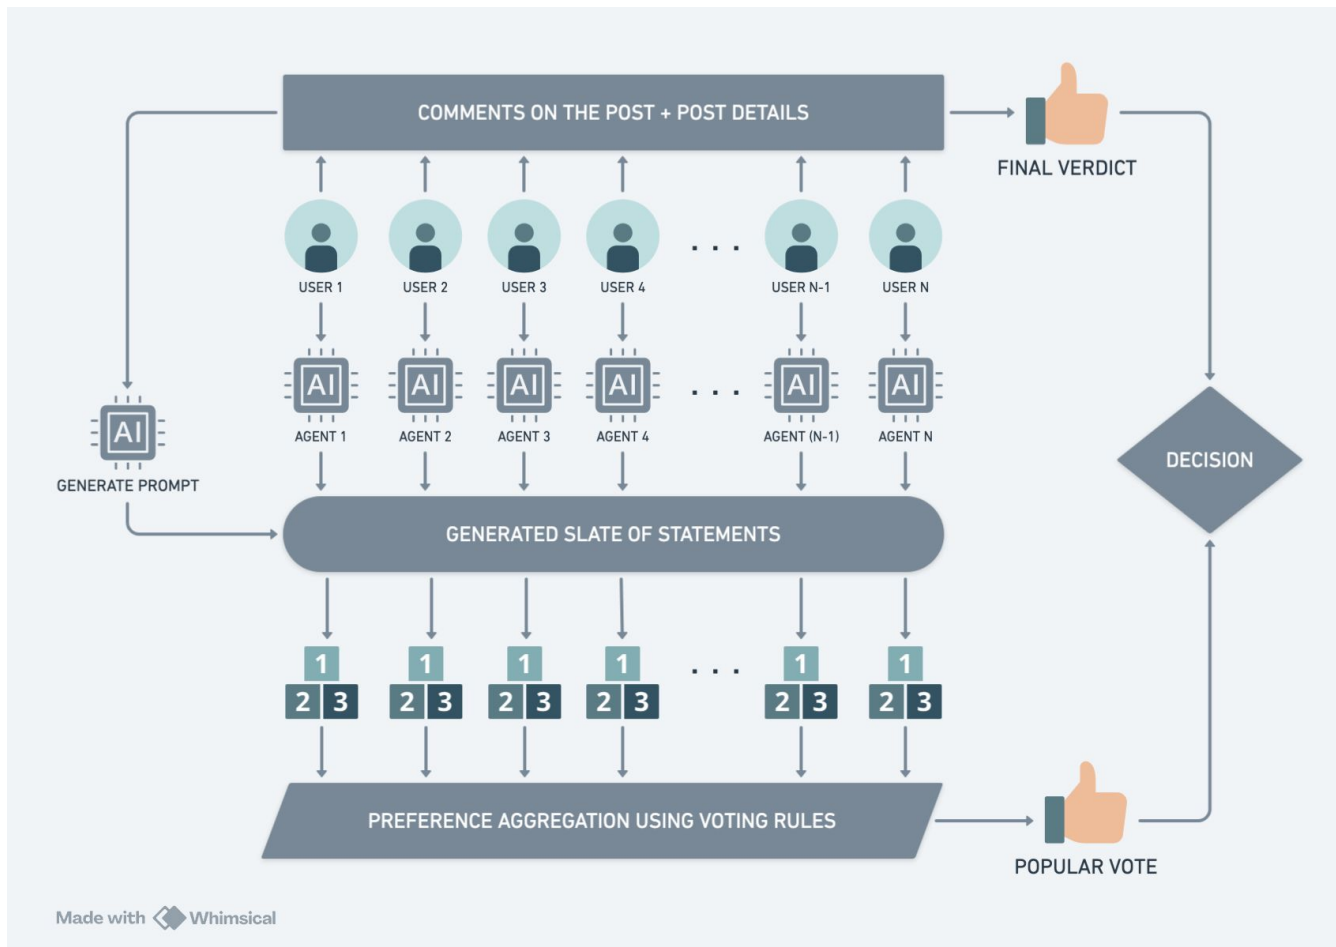 COMMENTS ON THE POST + POST DETAILS
FINAL VERDICT
USER 1 USER 2 USER 3 USER 4 . . . USER N-1 USER N
AI AI AI AI . . . AI AI
AGENT 1 AGENT 2 AGENT 3 AGENT 4 AGENT (N-1) AGENT N
AI
GENERATE PROMPT
DECISION
GENERATED SLATE OF STATEMENTS
1 1 1 1 . . . 1 1
2 3 2 3 2 3 2 3 2 3 2 3
PREFERENCE AGGREGATION USING VOTING RULES
POPULAR VOTE
Made with Whimsical